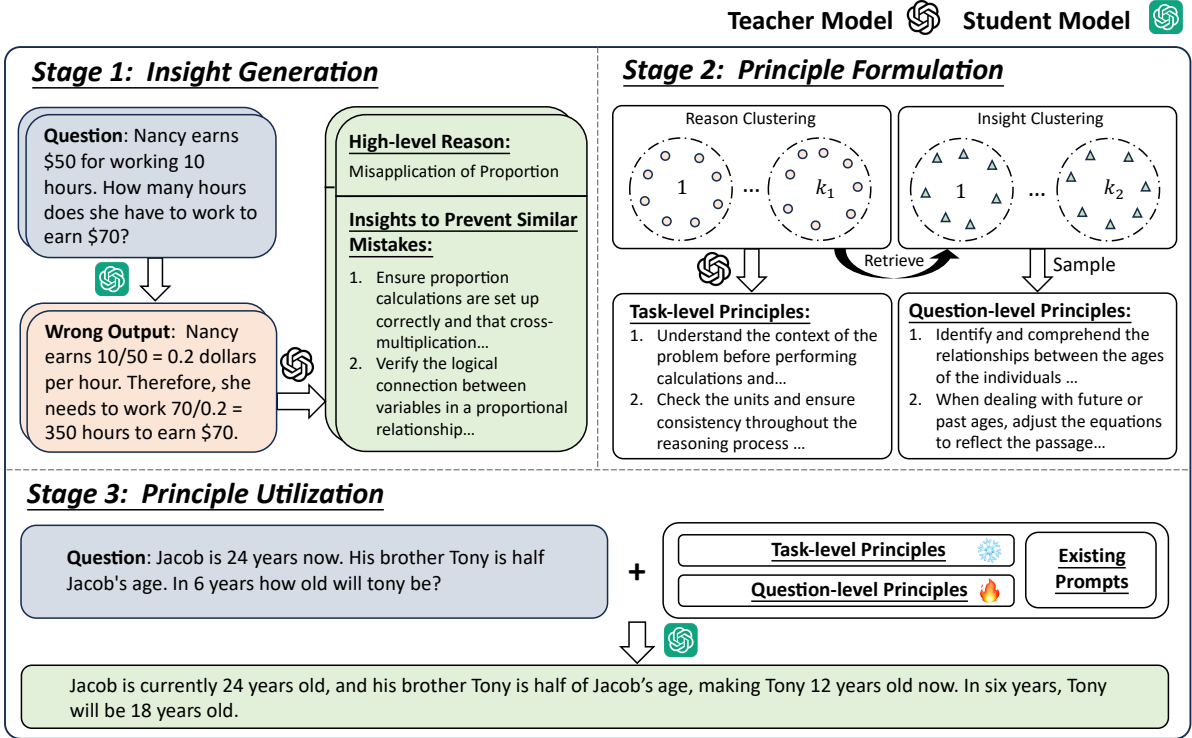 Teacher Model Student Model
Stage 1: Insight Generation
Question: Nancy earns
$50 for working 10
hours. How many hours
does she have to work to
earn $70?
Wrong Output: Nancy
earns 10/50 = 0.2 dollars
per hour. Therefore, she
needs to work 70/0.2 =
350 hours to earn $70.
High-level Reason:
Misapplication of Proportion
Insights to Prevent Similar
Mistakes:
1. Ensure proportion
calculations are set up
correctly and that cross-
multiplication...
2. Verify the logical
connection between
variables in a proportional
relationship...
Stage 2: Principle Formulation
Reason Clustering
1 ... k₁
Insight Clustering
1 ... k₂
Retrieve
Sample
Task-level Principles:
1. Understand the context of the
problem before performing
calculations and...
2. Check the units and ensure
consistency throughout the
reasoning process ...
Question-level Principles:
1. Identify and comprehend the
relationships between the ages
of the individuals ...
2. When dealing with future or
past ages, adjust the equations
to reflect the passage...
Stage 3: Principle Utilization
Question: Jacob is 24 years now. His brother Tony is half
Jacob's age. In 6 years how old will tony be?
+
Task-level Principles
Question-level Principles
Existing
Prompts
Jacob is currently 24 years old, and his brother Tony is half of Jacob's age, making Tony 12 years old now. In six years, Tony
will be 18 years old.